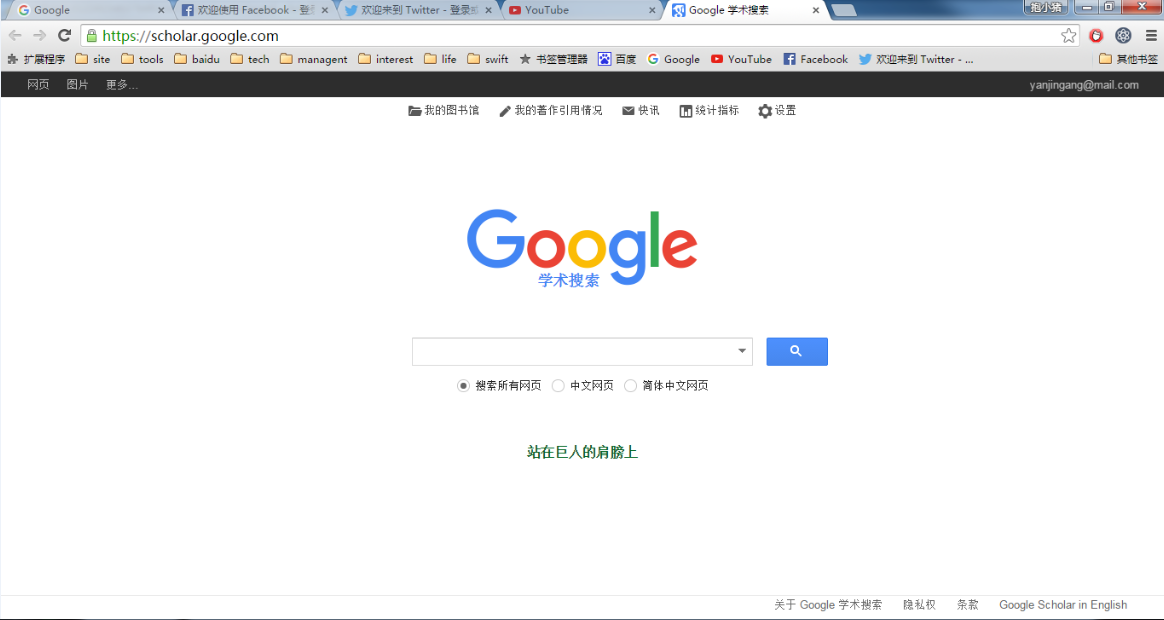 Google 欢迎使用 Facebook - 登录 欢迎来到 Twitter - 登录或 YouTube Google 学术搜索 抱小猪
https://scholar.google.com
扩展程序 site tools baidu tech managent interest life swift 书签管理器 百度 Google YouTube Facebook 欢迎来到 Twitter - ... 其他书签
网页 图片 更多... yanjingang@mail.com
我的图书馆 我的著作引用情况 快讯 统计指标 设置
Google
学术搜索
搜索所有网页 中文网页 简体中文网页
站在巨人的肩膀上
关于 Google 学术搜索 隐私权 条款 Google Scholar in English